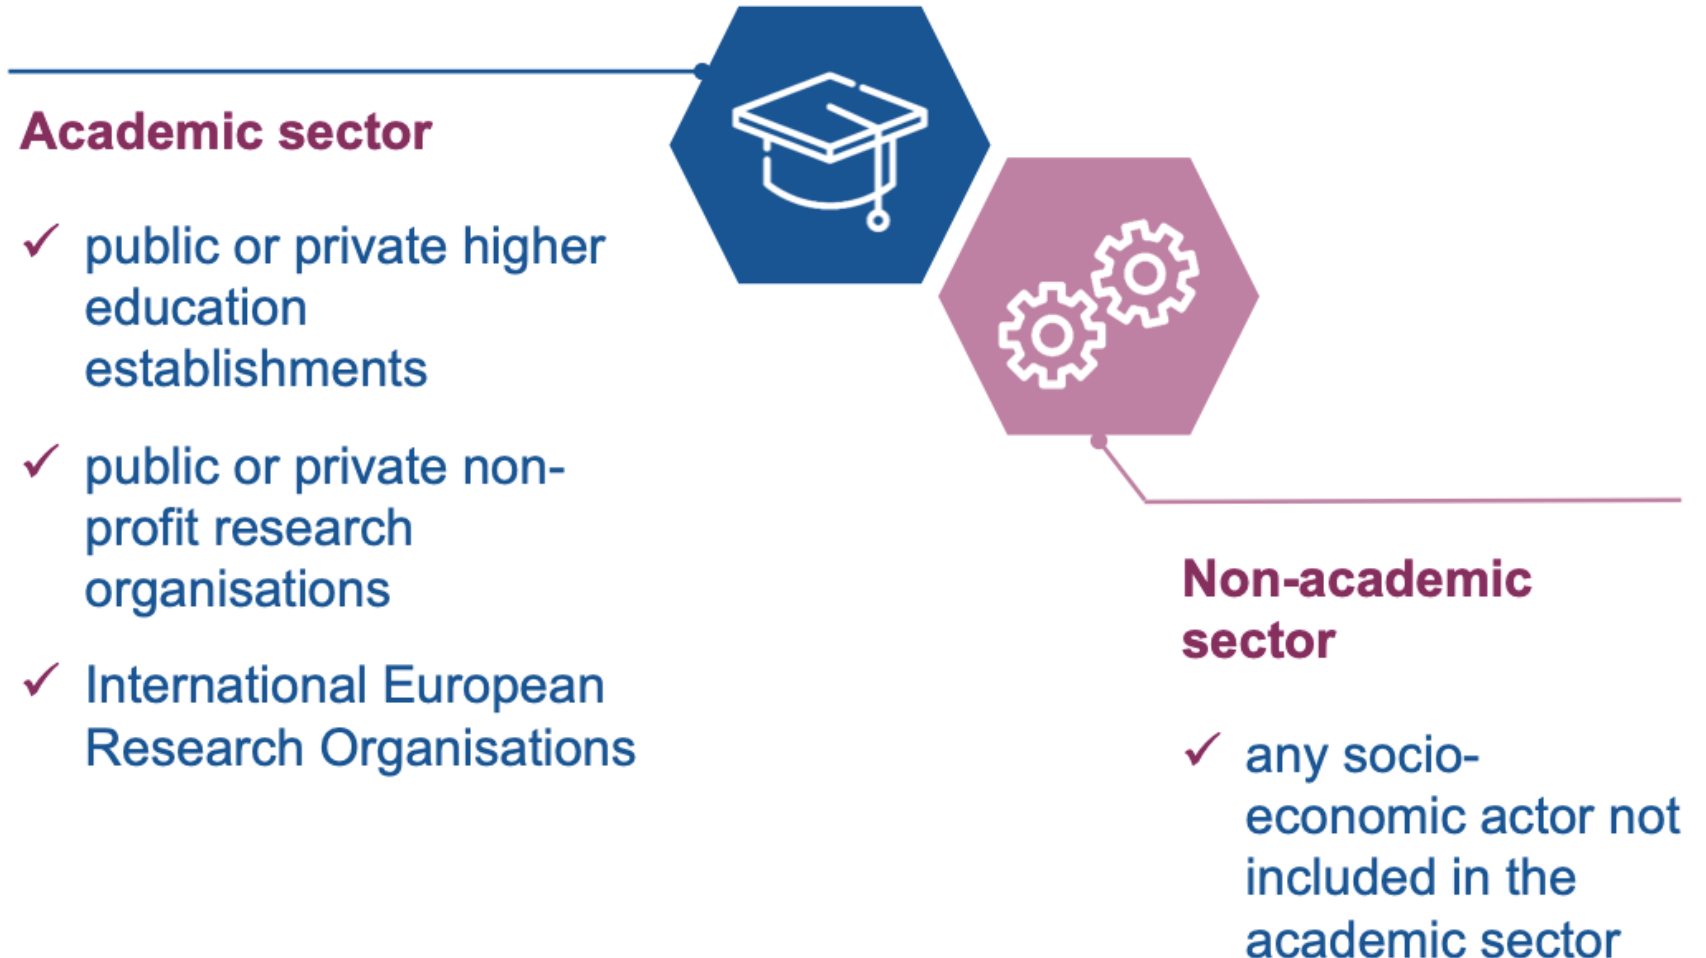 Academic sector
✓ public or private higher
education
establishments
✓ public or private non-
profit research
organisations
✓ International European
Research Organisations
Non-academic
sector
✓ any socio-
economic actor not
included in the
academic sector